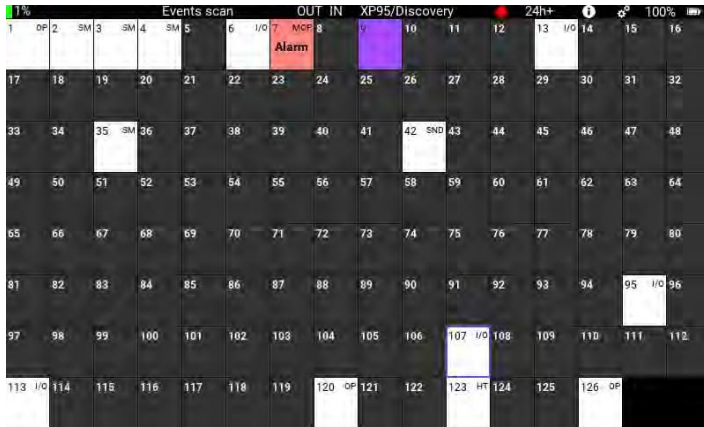 1% Events scan OUT IN XP95/Discovery 24h+ i 100%
1 OP 2 SM 3 SM 4 SM 5 6 I/O 7 MCP 8 9 10 11 12 13 I/O 14 15 16
Alarm
17 18 19 20 21 22 23 24 25 26 27 28 29 30 31 32
33 34 35 SM 36 37 38 39 40 41 42 SND 43 44 45 46 47 48
49 50 51 52 53 54 55 56 57 58 59 60 61 62 63 64
65 66 67 68 69 70 71 72 73 74 75 76 77 78 79 80
81 82 83 84 85 86 87 88 89 90 91 92 93 94 95 I/O 96
97 98 99 100 101 102 103 104 105 106 107 I/O 108 109 110 111 112
113 I/O 114 115 116 117 118 119 120 OP 121 122 123 HT 124 125 126 OP